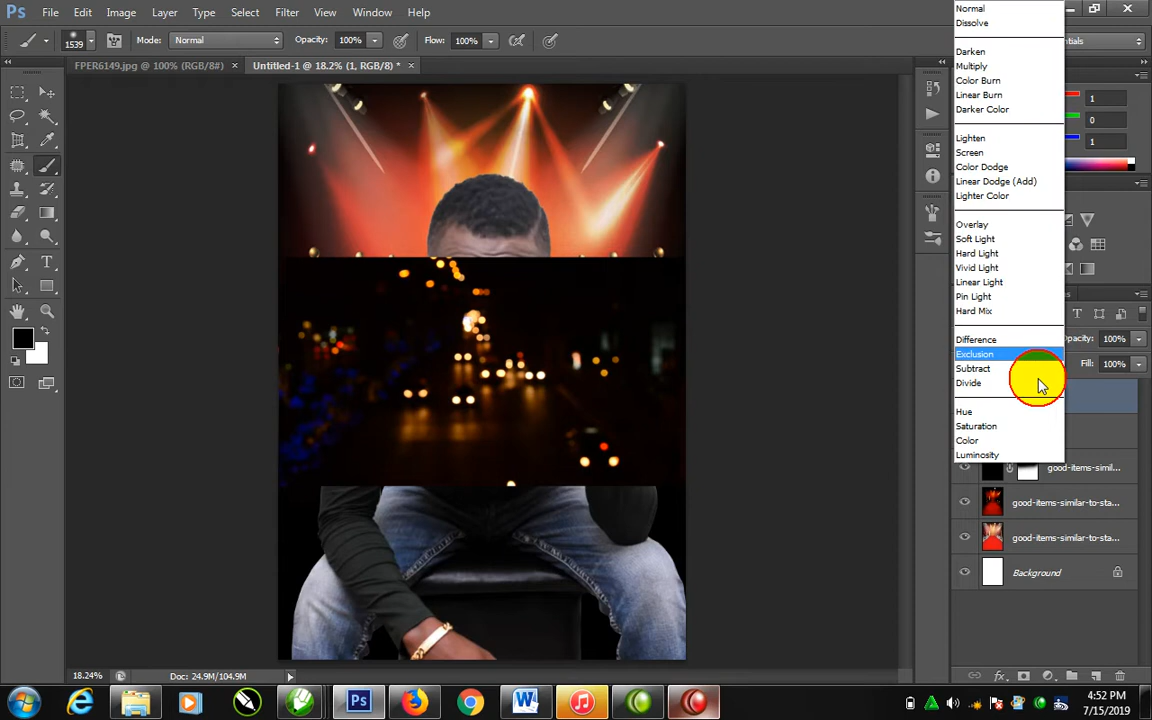 Ps File Edit Image Layer Type Select Filter View Window Help
1539 Mode: Normal Opacity: 100% Flow: 100%
FPER6149.jpg @ 100% (RGB/8#) × Untitled-1 @ 18.2% (1, RGB/8) * ×
Normal
Dissolve
Darken
Multiply
Color Burn
Linear Burn
Darker Color
Lighten
Screen
Color Dodge
Linear Dodge (Add)
Lighter Color
Overlay
Soft Light
Hard Light
Vivid Light
Linear Light
Pin Light
Hard Mix
Difference
Exclusion
Subtract
Divide
Hue
Saturation
Color
Luminosity
1
0
1
Opacity: 100%
Fill: 100%
good-items-simil...
good-items-similar-to-sta...
good-items-similar-to-sta...
Background
18.24% Doc: 24.9M/104.9M
4:52 PM
7/15/2019